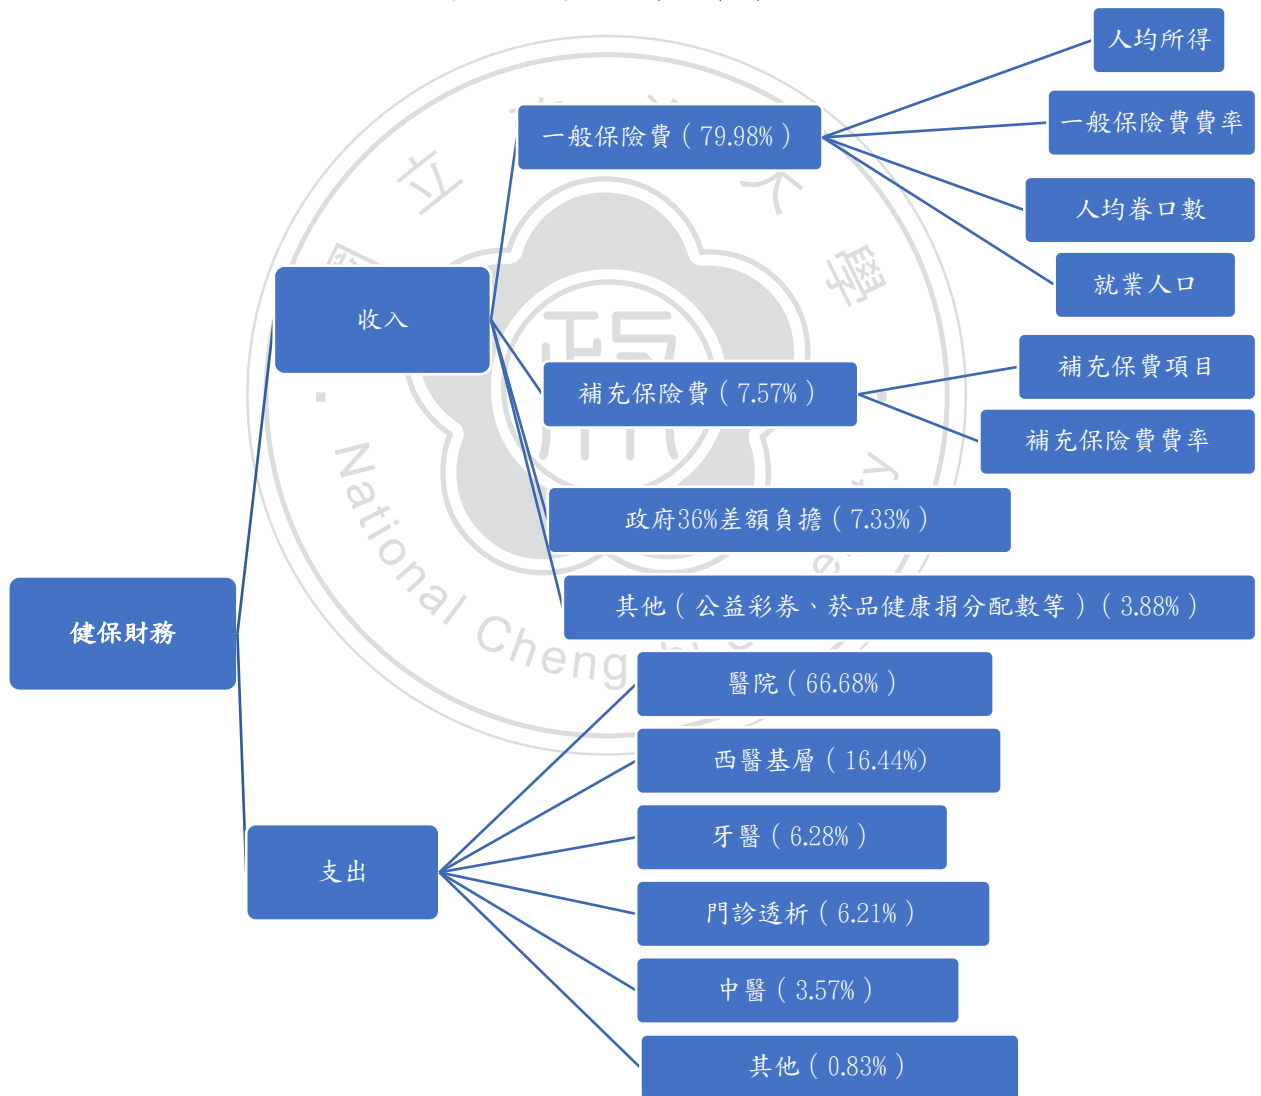 健保財務
收入
一般保險費（79.98%）
人均所得
一般保險費費率
人均眷口數
就業人口
補充保險費（7.57%）
補充保費項目
補充保險費費率
政府36%差額負擔（7.33%）
其他（公益彩券、菸品健康捐分配數等）（3.88%）
支出
醫院（66.68%）
西醫基層（16.44%)
牙醫（6.28%）
門診透析（6.21%）
中醫（3.57%）
其他（0.83%）
立
大
學
National Cheng